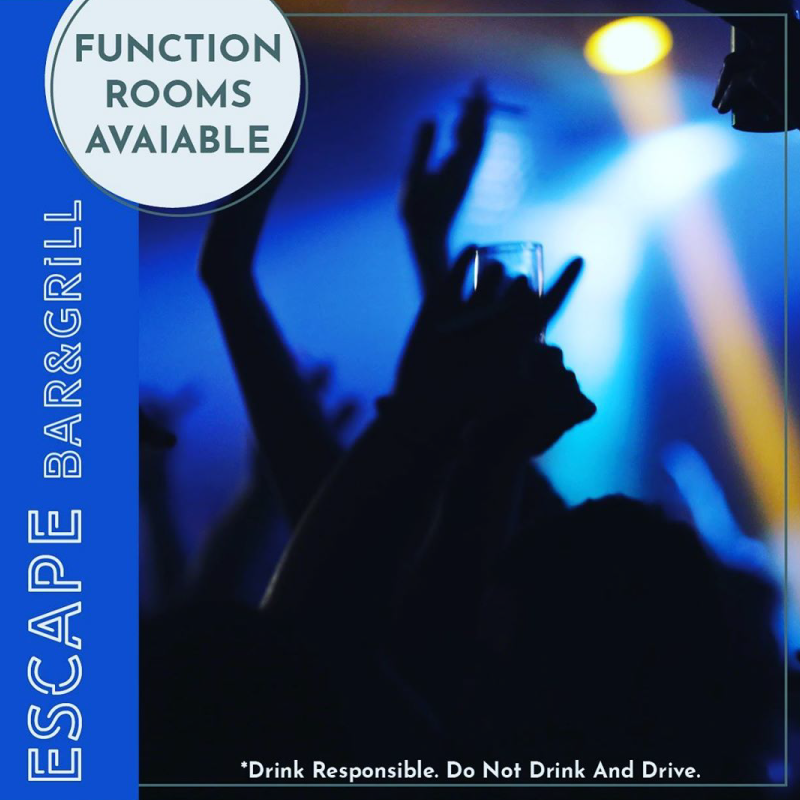 FUNCTION
ROOMS
AVAIABLE
ESCAPE BAR&GRiLL
*Drink Responsible. Do Not Drink And Drive.